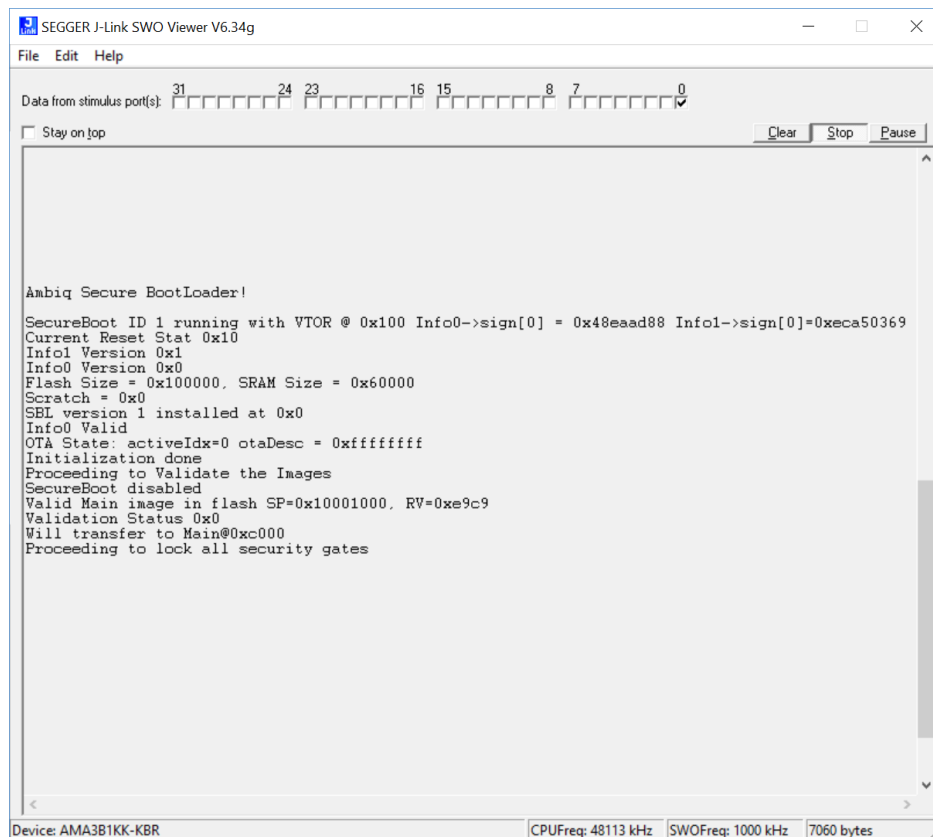 SEGGER J-Link SWO Viewer V6.34g
File Edit Help
31 24 23 16 15 8 7 0
Data from stimulus port(s):
Stay on top
Clear Stop Pause
Ambiq Secure BootLoader!
SecureBoot ID 1 running with VTOR @ 0x100 Info0->sign[0] = 0x48eaad88 Info1->sign[0]=0xeca50369
Current Reset Stat 0x10
Info1 Version 0x1
Info0 Version 0x0
Flash Size = 0x100000, SRAM Size = 0x60000
Scratch = 0x0
SBL version 1 installed at 0x0
Info0 Valid
OTA State: activeIdx=0 otaDesc = 0xffffffff
Initialization done
Proceeding to Validate the Images
SecureBoot disabled
Valid Main image in flash SP=0x10001000, RV=0xe9c9
Validation Status 0x0
Will transfer to Main@0xc000
Proceeding to lock all security gates
Device: AMA3B1KK-KBR CPUFreq: 48113 kHz SWOFreq: 1000 kHz 7060 bytes